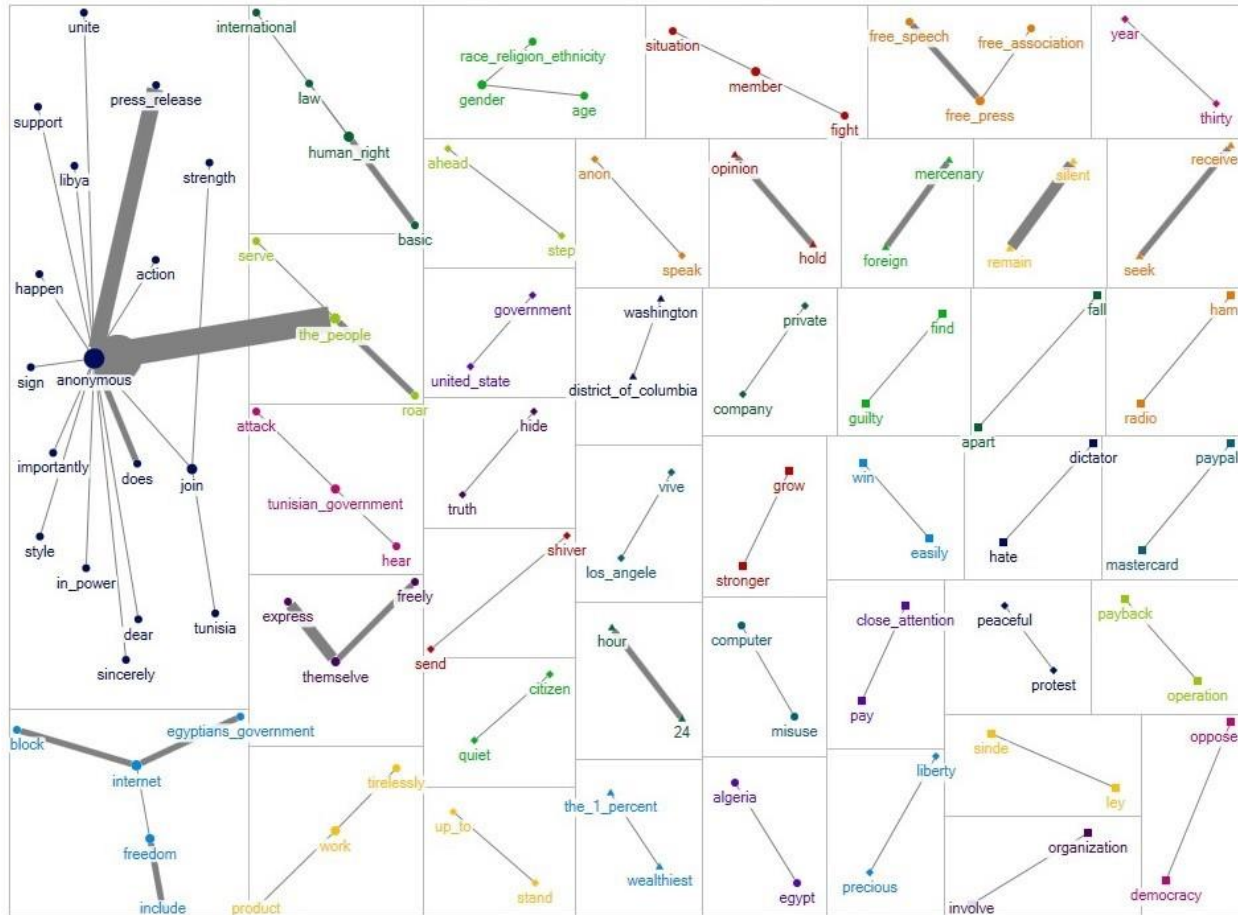 unite
press_release
support
libya
strength
happen
action
sign
anonymous
importantly
does
join
style
in_power
dear
tunisia
sincerely
international
law
human_right
basic
serve
the_people
roar
attack
tunisian_government
hear
express
freely
themselve
block
egyptians_government
internet
freedom
include
tirelessly
work
product
race_religion_ethnicity
gender
age
situation
member
fight
free_speech
free_association
free_press
year
thirty
ahead
step
anon
speak
opinion
hold
mercenary
foreign
silent
remain
receive
seek
government
united_state
washington
district_of_columbia
private
company
find
guilty
fall
apart
ham
radio
hide
truth
vive
los_angele
grow
stronger
win
easily
dictator
hate
paypal
mastercard
shiver
send
hour
24
computer
misuse
close_attention
pay
peaceful
protest
payback
operation
citizen
quiet
up_to
stand
the_1_percent
wealthiest
algeria
egypt
liberty
precious
sinde
ley
organization
involve
oppose
democracy